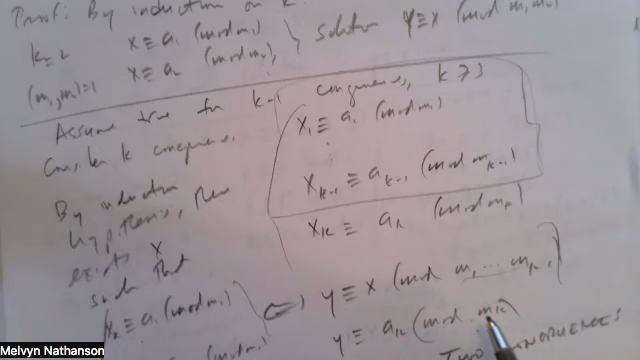 Proof: By induction on k.
k=2 x ≡ a₁ (mod m₁)
(m₁,m₂)=1 x ≡ a₂ (mod m₂) } solution y≡x (mod m₁m₂)
Assume true for k-1 congruences, k ≥ 3
Consider k congruences. x₁ ≡ a₁ (mod m₁)
⋮
By induction x_{k-1} ≡ a_{k-1} (mod m_{k-1})
hypothesis, there x_k ≡ a_k (mod m_k)
exists x
such that
≡ a₁ (mod m₁) ⇔ y ≡ x (mod m₁ ... m_{k-1})
y ≡ a_k (mod m_k)
CONGRUENCES
Melvyn Nathanson